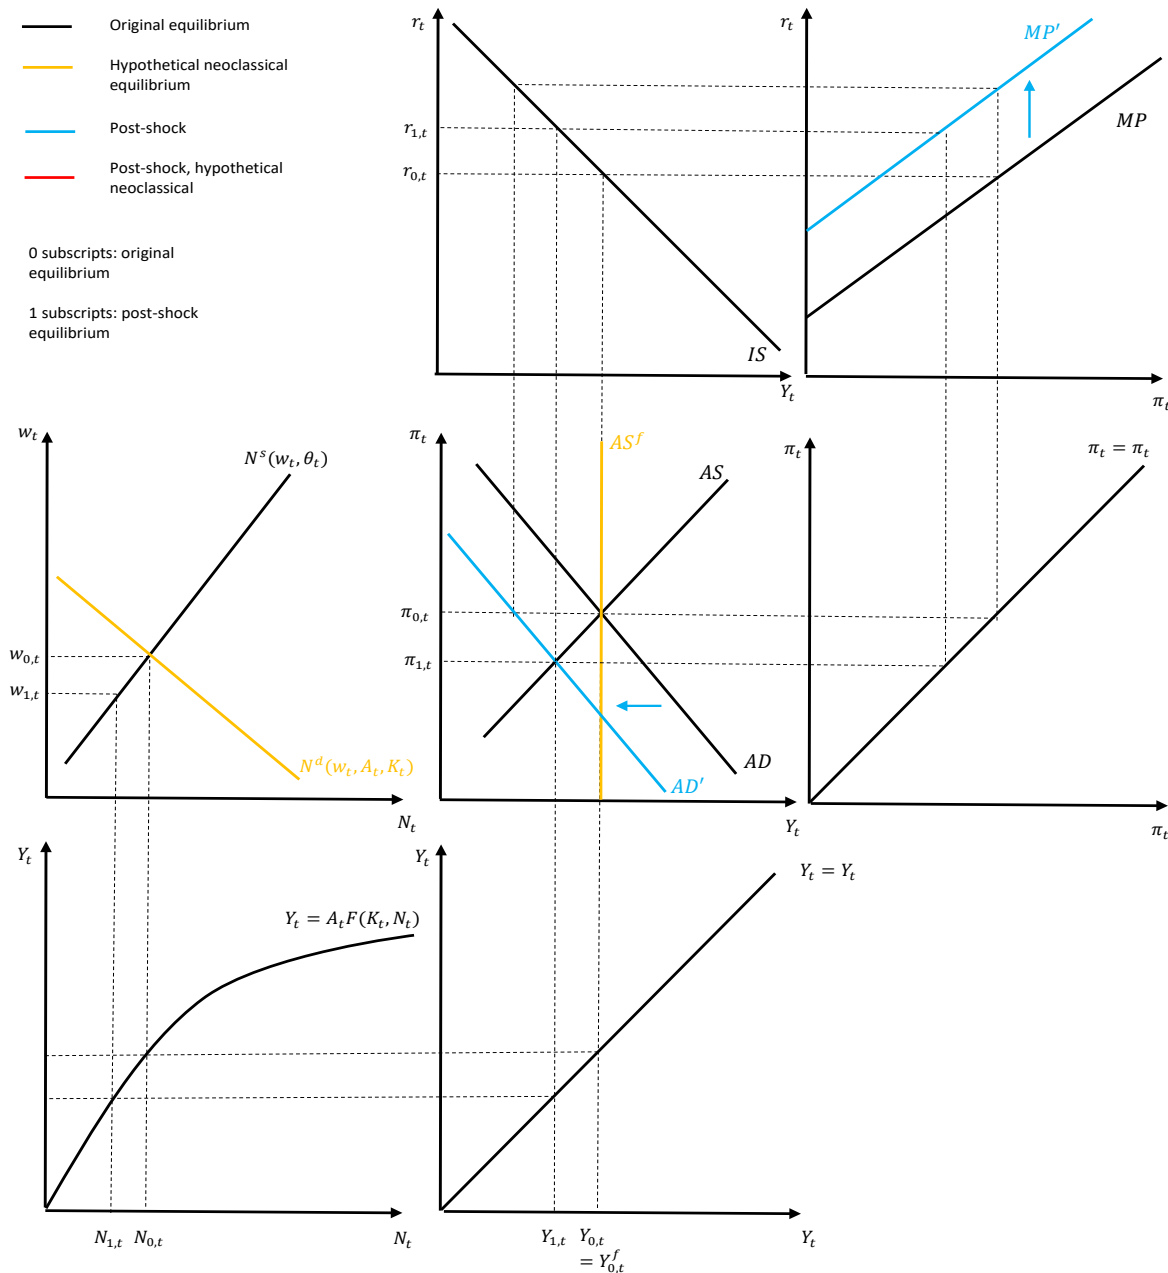 Original equilibrium
Hypothetical neoclassical
equilibrium
Post-shock
Post-shock, hypothetical
neoclassical
0 subscripts: original
equilibrium
1 subscripts: post-shock
equilibrium
r_t
r_{1,t}
r_{0,t}
IS
Y_t
r_t
MP′
MP
π_t
w_t
N^s(w_t, θ_t)
w_{0,t}
w_{1,t}
N^d(w_t, A_t, K_t)
N_t
π_t
AS^f
AS
π_{0,t}
π_{1,t}
AD
AD′
Y_t
π_t
π_t = π_t
π_t
Y_t
Y_t = A_t F(K_t, N_t)
N_{1,t}
N_{0,t}
N_t
Y_t
Y_t = Y_t
Y_{1,t}
Y_{0,t}
= Y^f_{0,t}
Y_t